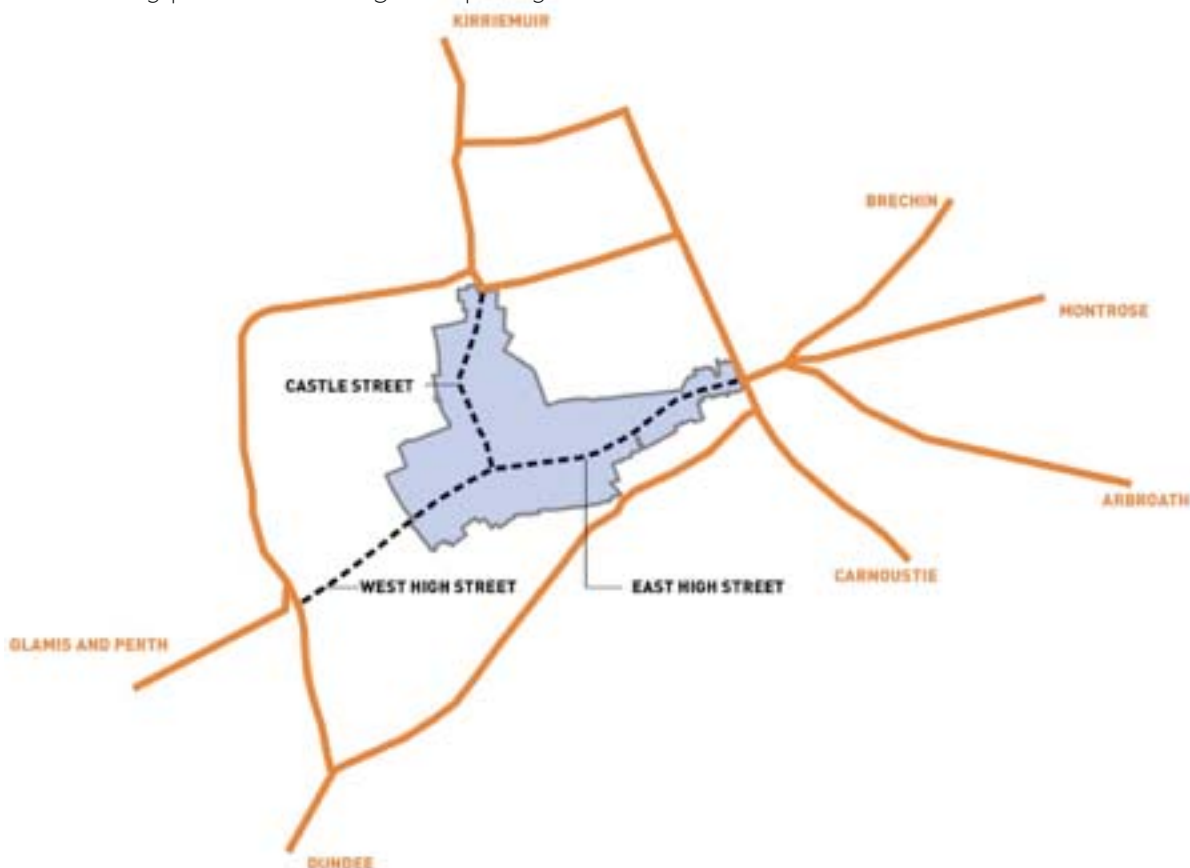 KIRRIEMUIR
BRECHIN
MONTROSE
CASTLE STREET
ARBROATH
CARNOUSTIE
WEST HIGH STREET
EAST HIGH STREET
GLAMIS AND PERTH
DUNDEE